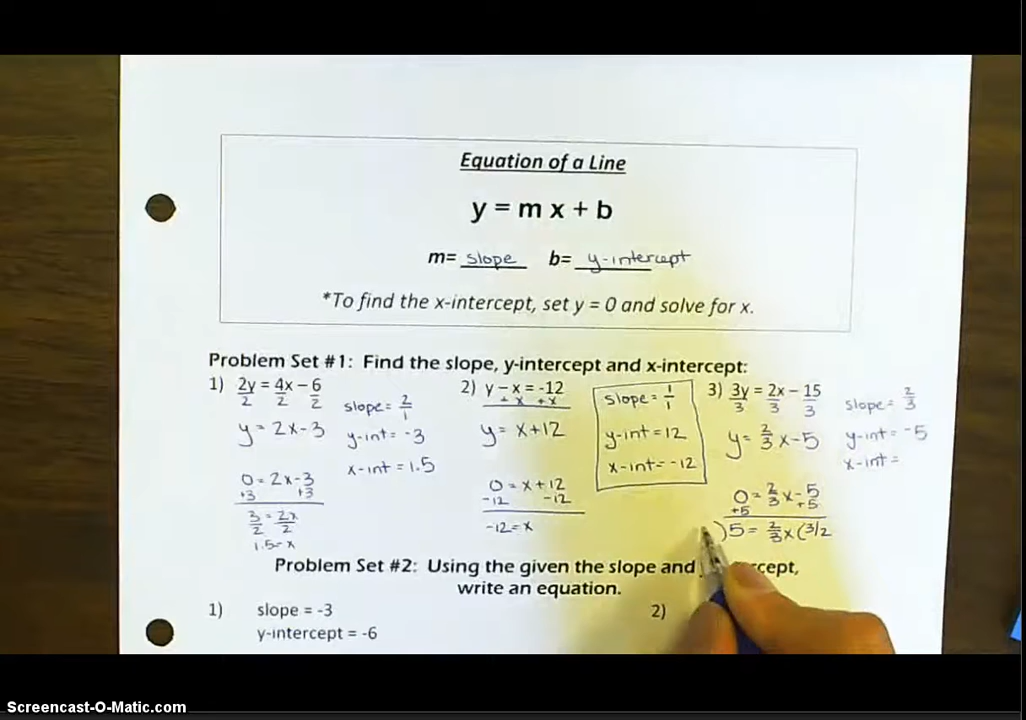 Equation of a Line
y = m x + b
m= slope b= y-intercept
*To find the x-intercept, set y = 0 and solve for x.
Problem Set #1: Find the slope, y-intercept and x-intercept:
1) 2y/2 = 4x/2 - 6/2
y = 2x-3
slope = 2/1
y-int = -3
x-int = 1.5
0 = 2x-3
+3 +3
3/2 = 2x/2
1.5 = x
2) y - x = -12
+ x + x
y = x+12
slope = 1/1
y-int = 12
x-int = -12
0 = x+12
-12 -12
-12 = x
3) 3y/3 = 2x/3 - 15/3
y = 2/3 x - 5
slope = 2/3
y-int = -5
x-int =
0 = 2/3 x - 5
+5 +5
)5 = 2/3 x (3/2
Problem Set #2: Using the given the slope and
write an equation.
1) slope = -3
y-intercept = -6
2)
Screencast-O-Matic.com